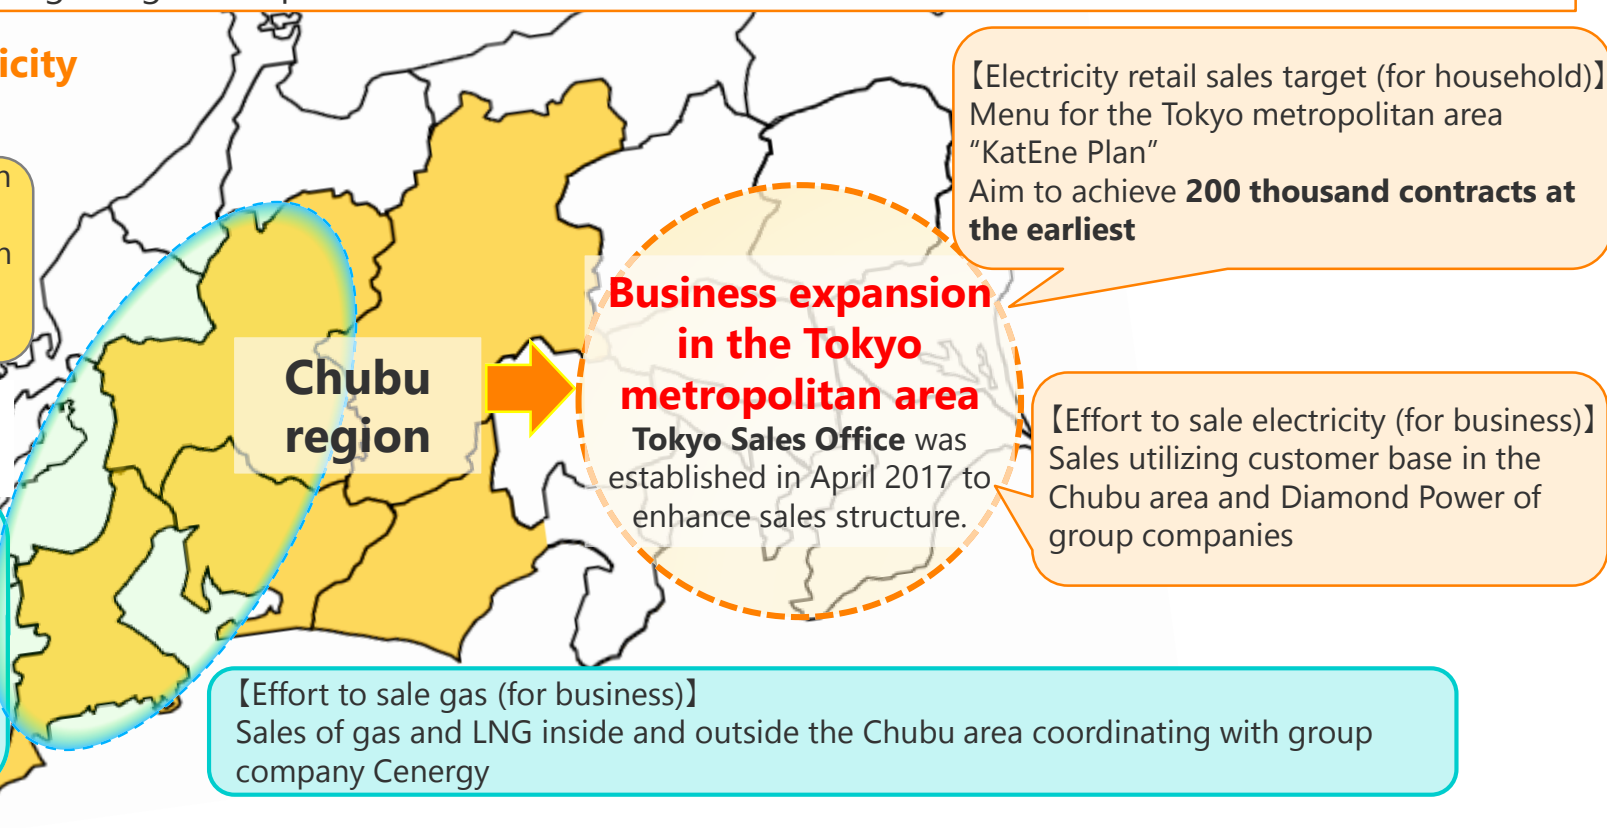 icity
n
n
【Electricity retail sales target (for household)】
Menu for the Tokyo metropolitan area
“KatEne Plan”
Aim to achieve 200 thousand contracts at
the earliest
Business expansion
in the Tokyo
metropolitan area
Tokyo Sales Office was
established in April 2017 to
enhance sales structure.
Chubu
region
【Effort to sale electricity (for business)】
Sales utilizing customer base in the
Chubu area and Diamond Power of
group companies
【Effort to sale gas (for business)】
Sales of gas and LNG inside and outside the Chubu area coordinating with group
company Cenergy